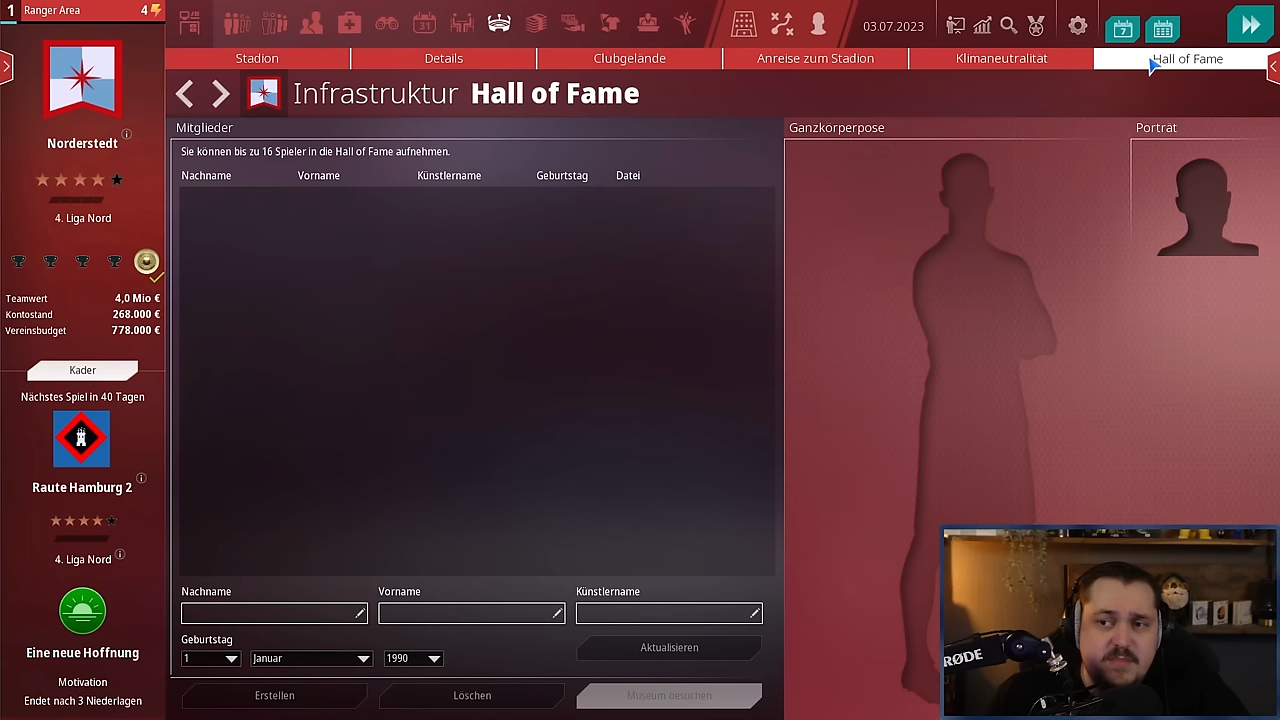 1 Ranger Area 4
31
03.07.2023
7
Stadion
Details
Clubgelände
Anreise zum Stadion
Klimaneutralität
Hall of Fame
Infrastruktur Hall of Fame
Norderstedt
4. Liga Nord
Teamwert 4,0 Mio €
Kontostand 268.000 €
Vereinsbudget 778.000 €
Kader
Nächstes Spiel in 40 Tagen
Raute Hamburg 2
4. Liga Nord
Eine neue Hoffnung
Motivation
Endet nach 3 Niederlagen
Mitglieder
Sie können bis zu 16 Spieler in die Hall of Fame aufnehmen.
Nachname Vorname Künstlername Geburtstag Datei
Nachname Vorname Künstlername
Geburtstag
1 Januar 1990
Aktualisieren
Erstellen Löschen Museum besuchen
Ganzkörperpose
Porträt
RØDE